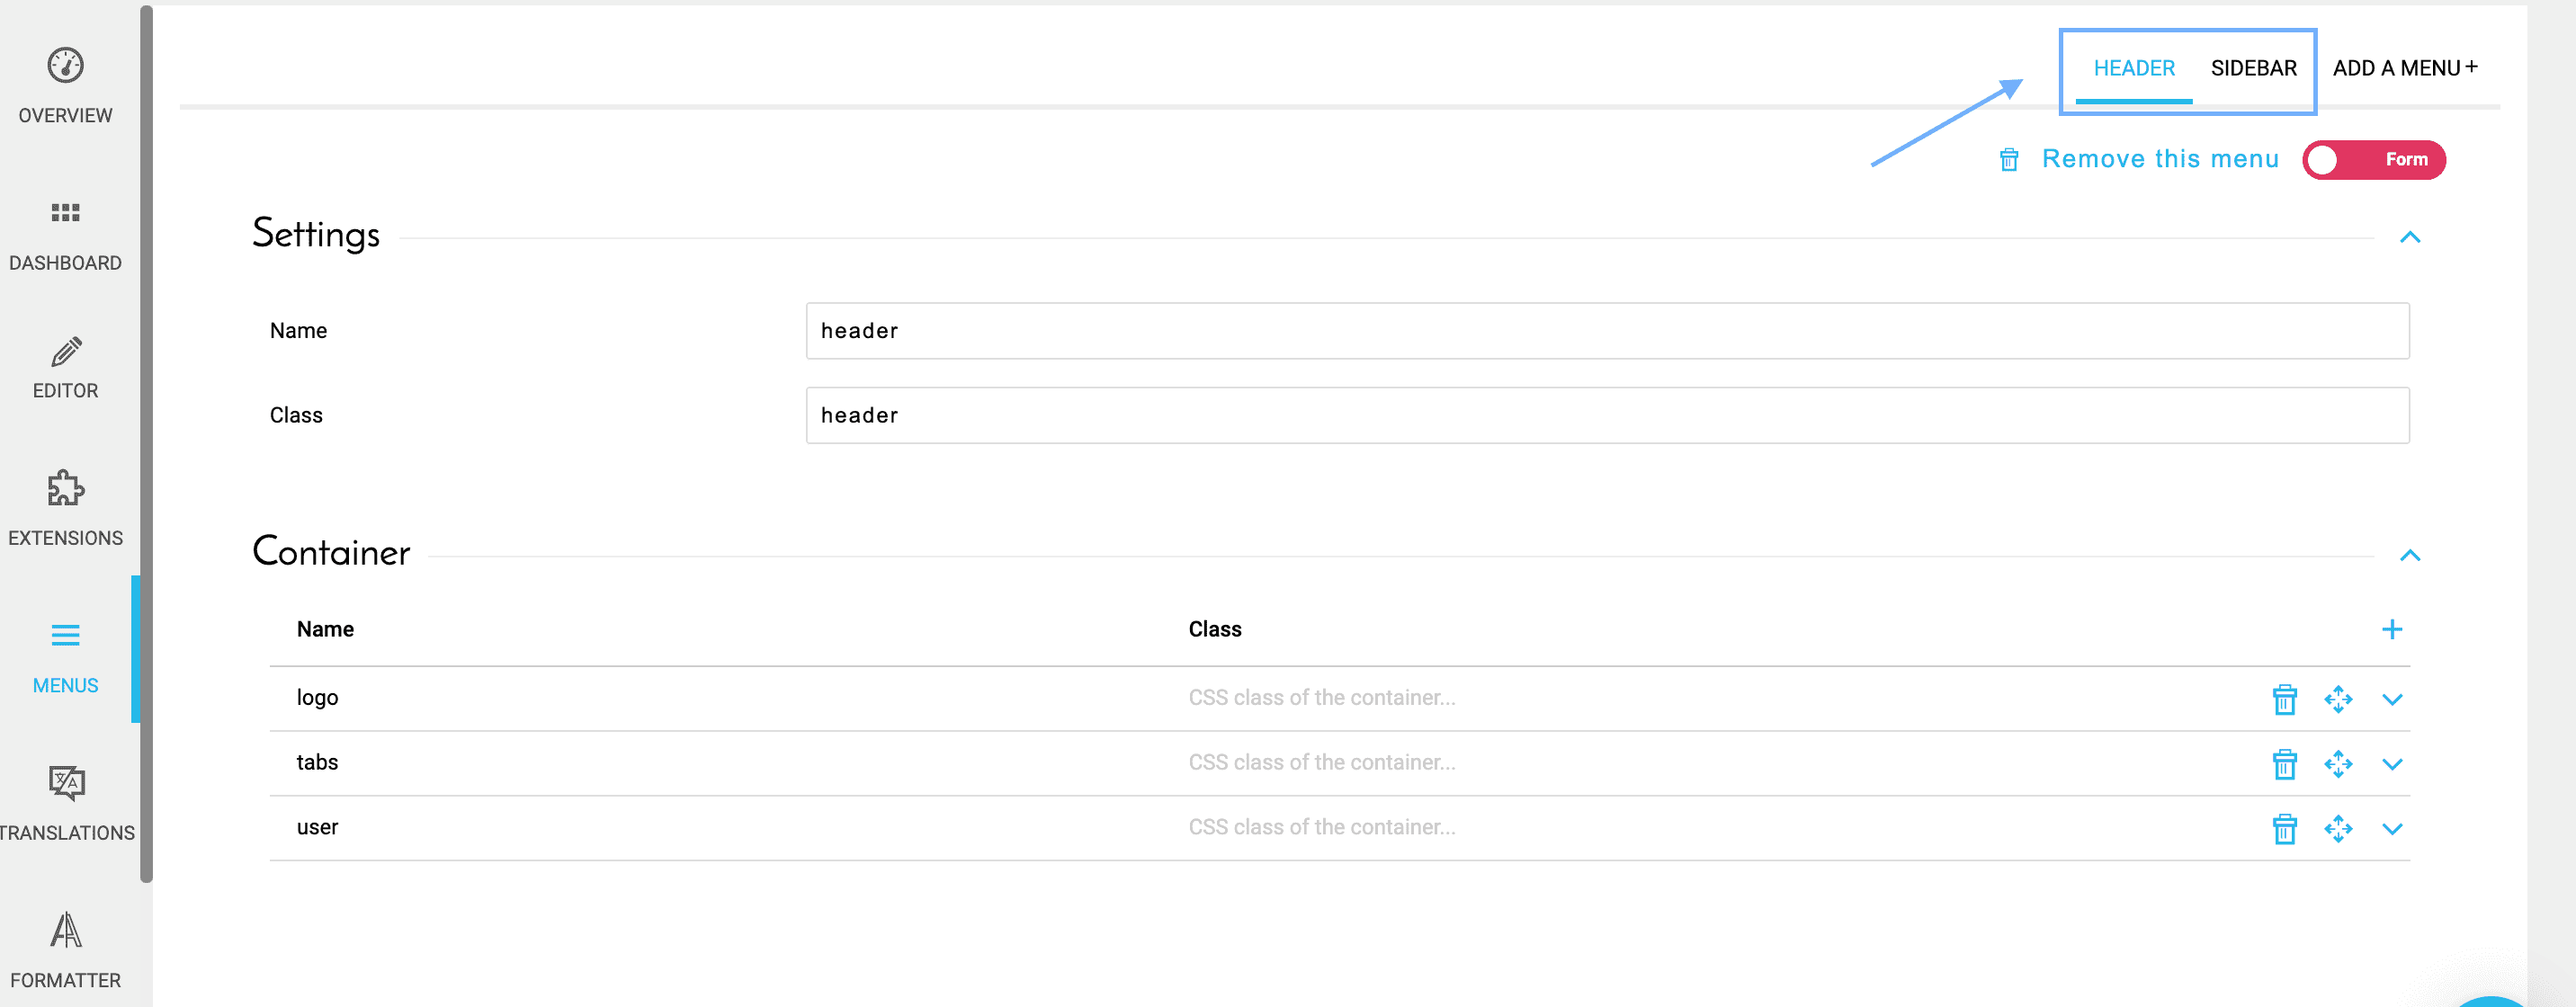 OVERVIEW
DASHBOARD
EDITOR
EXTENSIONS
MENUS
TRANSLATIONS
FORMATTER
HEADER SIDEBAR ADD A MENU +
Remove this menu Form
Settings
Name header
Class header
Container
Name Class
logo CSS class of the container...
tabs CSS class of the container...
user CSS class of the container...